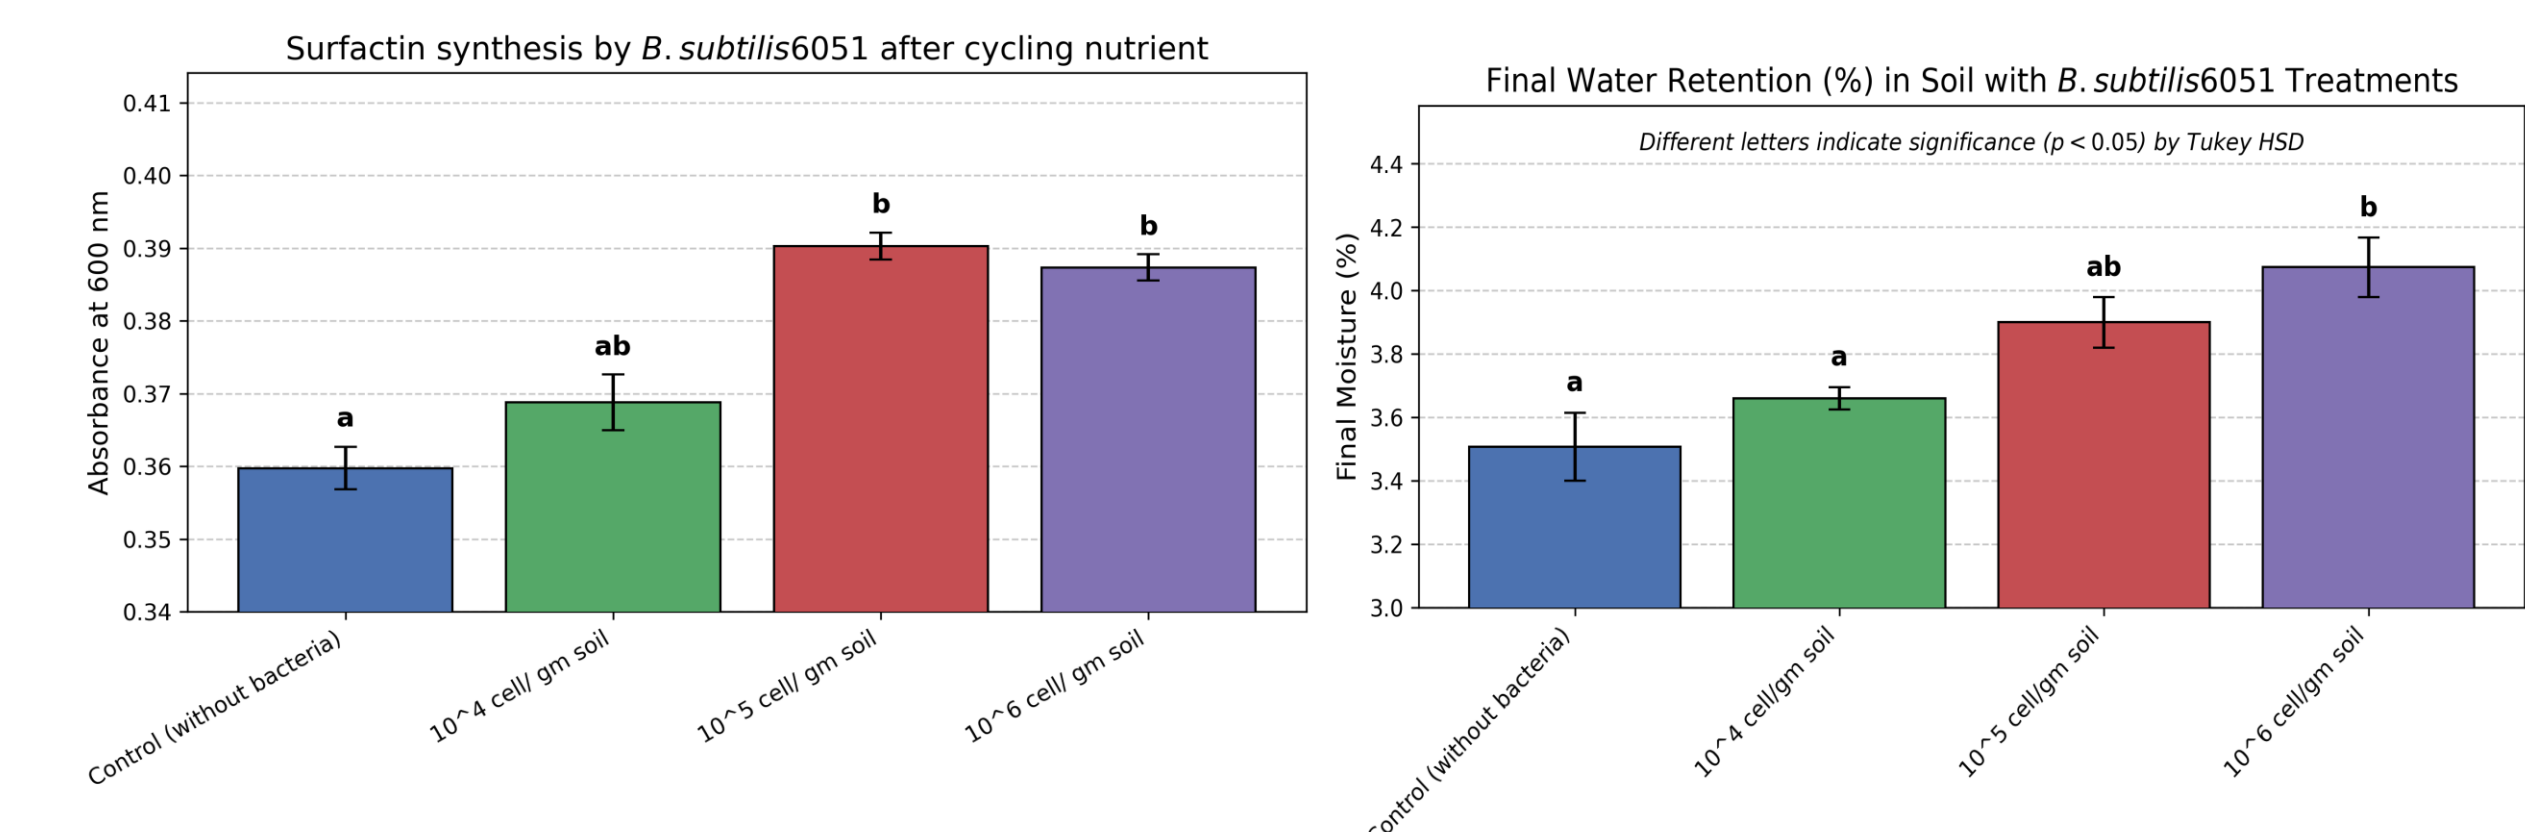 Surfactin synthesis by B. subtilis6051 after cycling nutrient
Absorbance at 600 nm
0.41
0.40
0.39
0.38
0.37
0.36
0.35
0.34
a
ab
b
b
Control (without bacteria)
10^4 cell/ gm soil
10^5 cell/ gm soil
10^6 cell/ gm soil
Final Water Retention (%) in Soil with B. subtilis6051 Treatments
Different letters indicate significance (p < 0.05) by Tukey HSD
Final Moisture (%)
4.4
4.2
4.0
3.8
3.6
3.4
3.2
3.0
a
a
ab
b
Control (without bacteria)
10^4 cell/gm soil
10^5 cell/gm soil
10^6 cell/gm soil